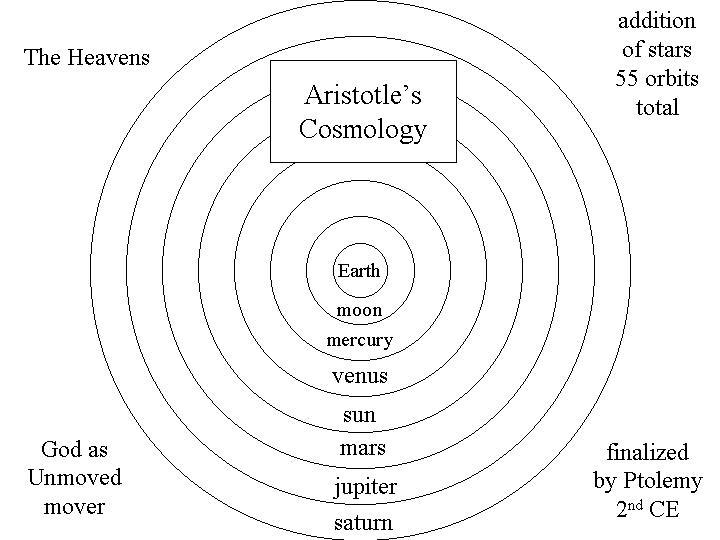 The Heavens
addition
of stars
55 orbits
total
Aristotle’s
Cosmology
Earth
moon
mercury
venus
sun
mars
jupiter
saturn
God as
Unmoved
mover
finalized
by Ptolemy
2nd CE